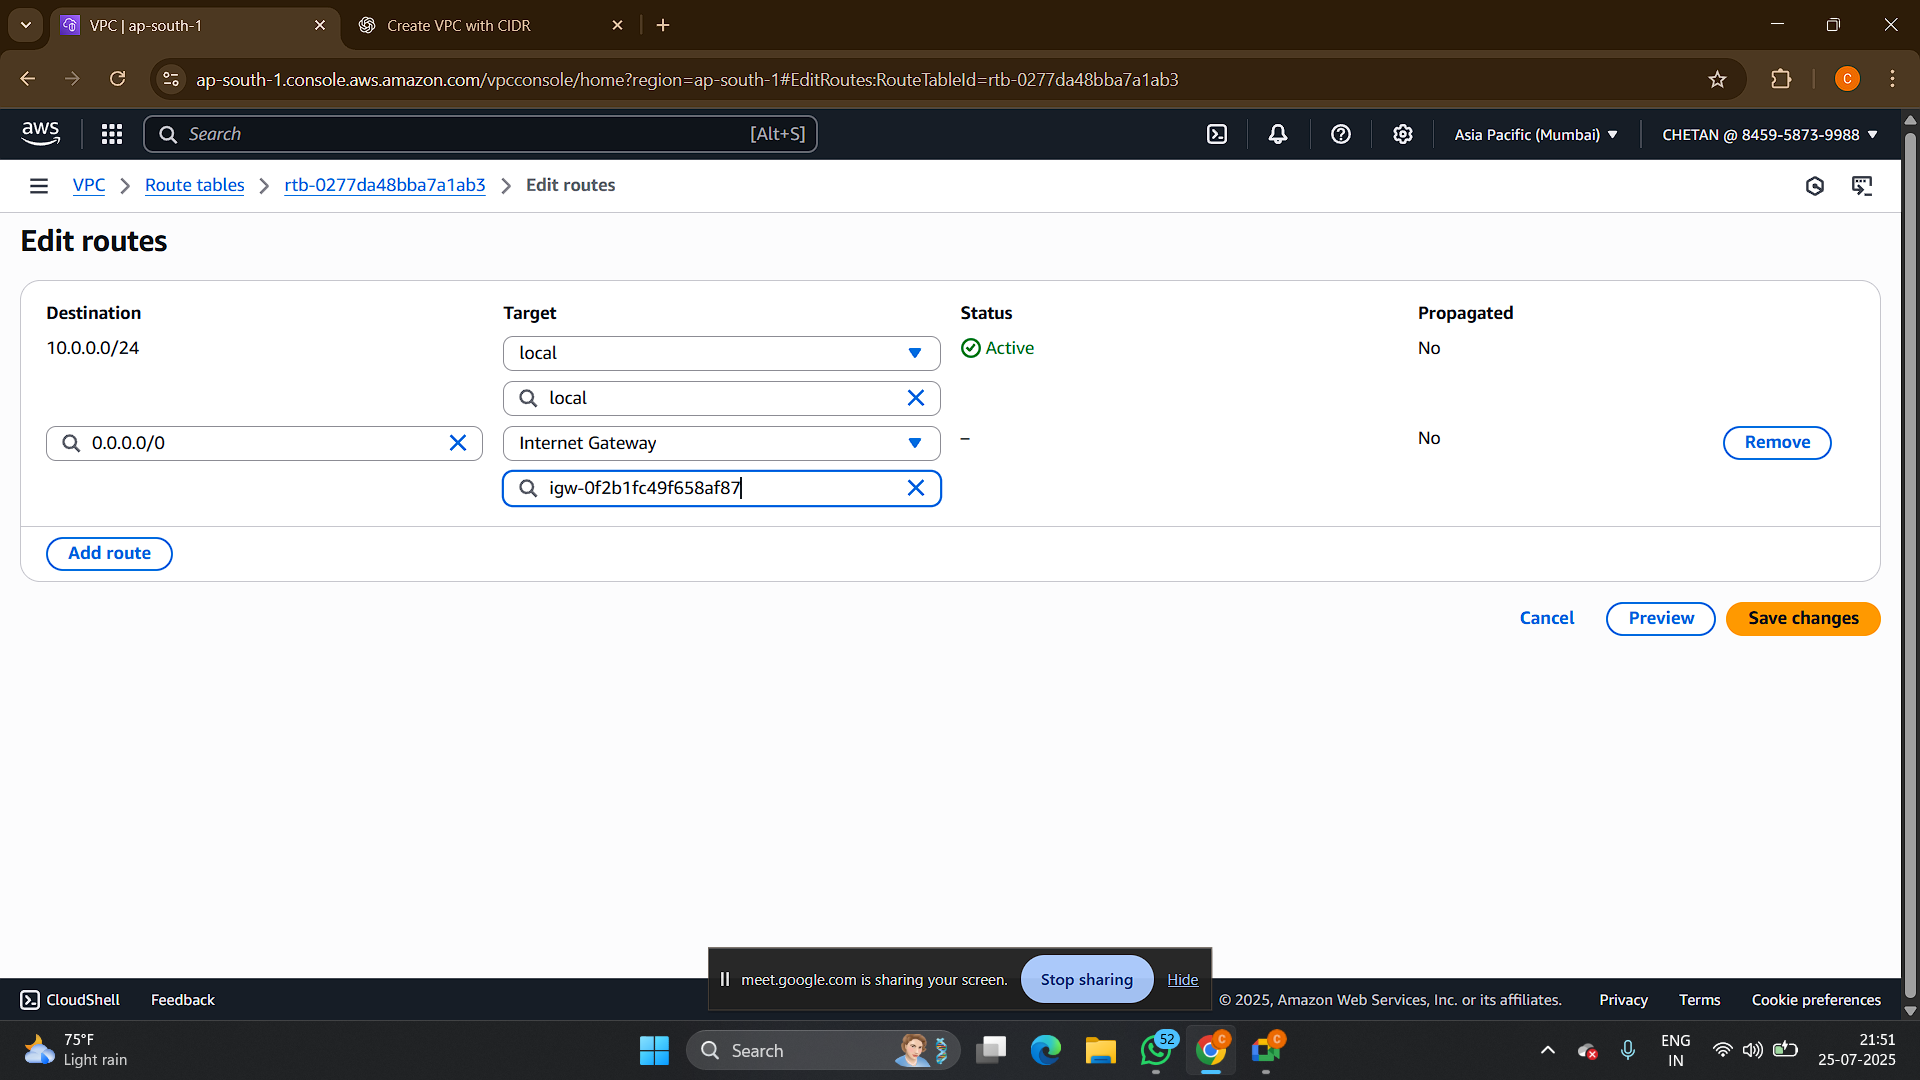 VPC | ap-south-1
Create VPC with CIDR
ap-south-1.console.aws.amazon.com/vpcconsole/home?region=ap-south-1#EditRoutes:RouteTableId=rtb-0277da48bba7a1ab3
C
aws
Search
[Alt+S]
Asia Pacific (Mumbai)
CHETAN @ 8459-5873-9988
VPC
Route tables
rtb-0277da48bba7a1ab3
Edit routes
Edit routes
Destination
Target
Status
Propagated
10.0.0.0/24
local
Active
No
local
0.0.0.0/0
Internet Gateway
–
No
Remove
igw-0f2b1fc49f658af87
Add route
Cancel
Preview
Save changes
meet.google.com is sharing your screen.
Stop sharing
Hide
CloudShell
Feedback
© 2025, Amazon Web Services, Inc. or its affiliates.
Privacy
Terms
Cookie preferences
75°F
Light rain
Search
52
C
C
ENG
IN
21:51
25-07-2025